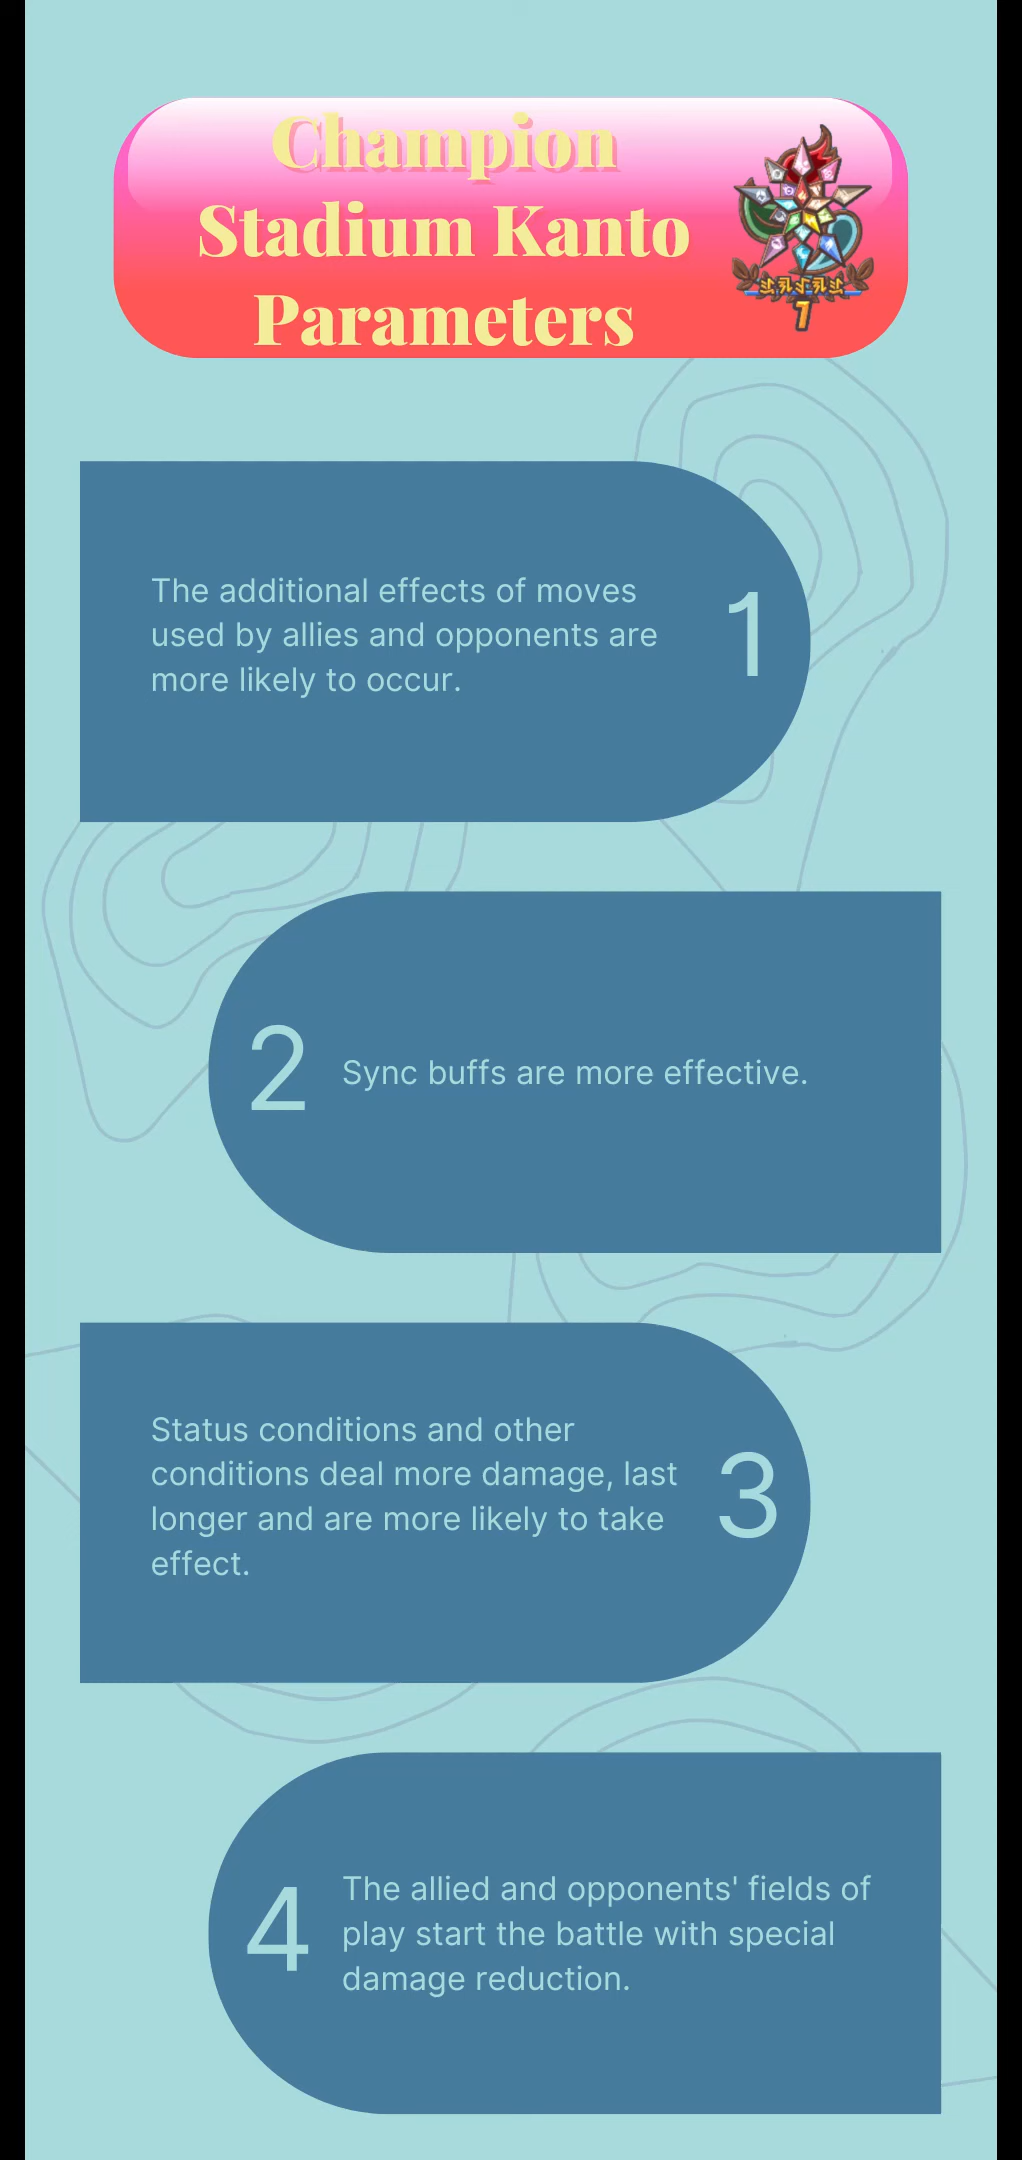 Champion
Stadium Kanto
Parameters
1
The additional effects of moves
used by allies and opponents are
more likely to occur.
1
2
Sync buffs are more effective.
Status conditions and other
conditions deal more damage, last
longer and are more likely to take
effect.
3
4
The allied and opponents' fields of
play start the battle with special
damage reduction.